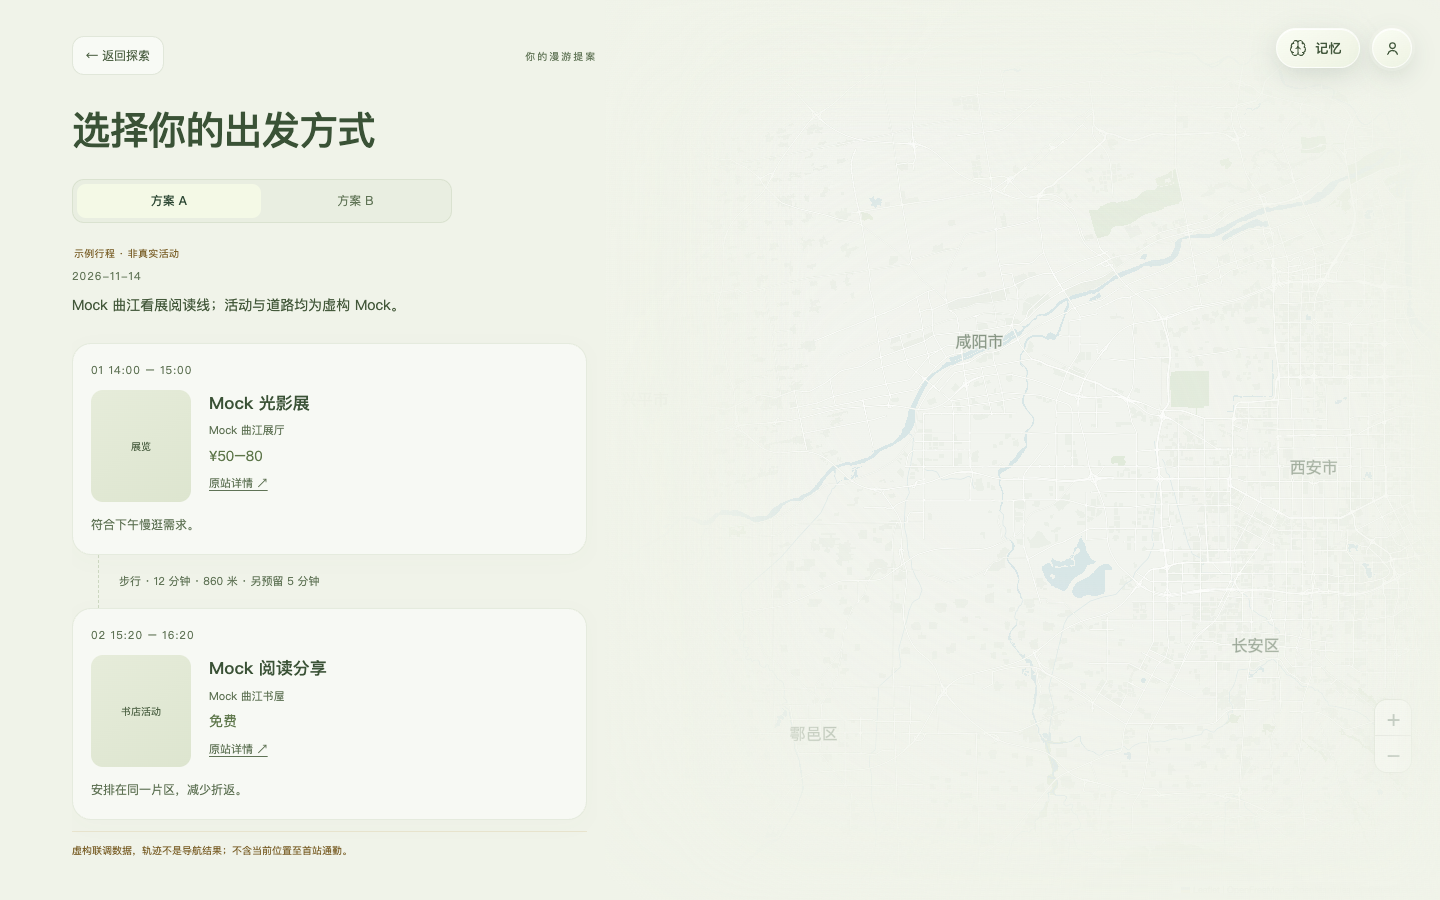 ← 返回探索
你的漫游提案
记忆
选择你的出发方式
方案 A
方案 B
示例行程 · 非真实活动
2026-11-14
Mock 曲江看展阅读线；活动与道路均为虚构 Mock。
01 14:00 — 15:00
展览
Mock 光影展
Mock 曲江展厅
¥50—80
原站详情 ↗
符合下午慢逛需求。
步行 · 12 分钟 · 860 米 · 另预留 5 分钟
02 15:20 — 16:20
书店活动
Mock 阅读分享
Mock 曲江书屋
免费
原站详情 ↗
安排在同一片区，减少折返。
虚构联调数据，轨迹不是导航结果；不含当前位置至首站通勤。
咸阳市
西安市
长安区
鄠邑区
+
−